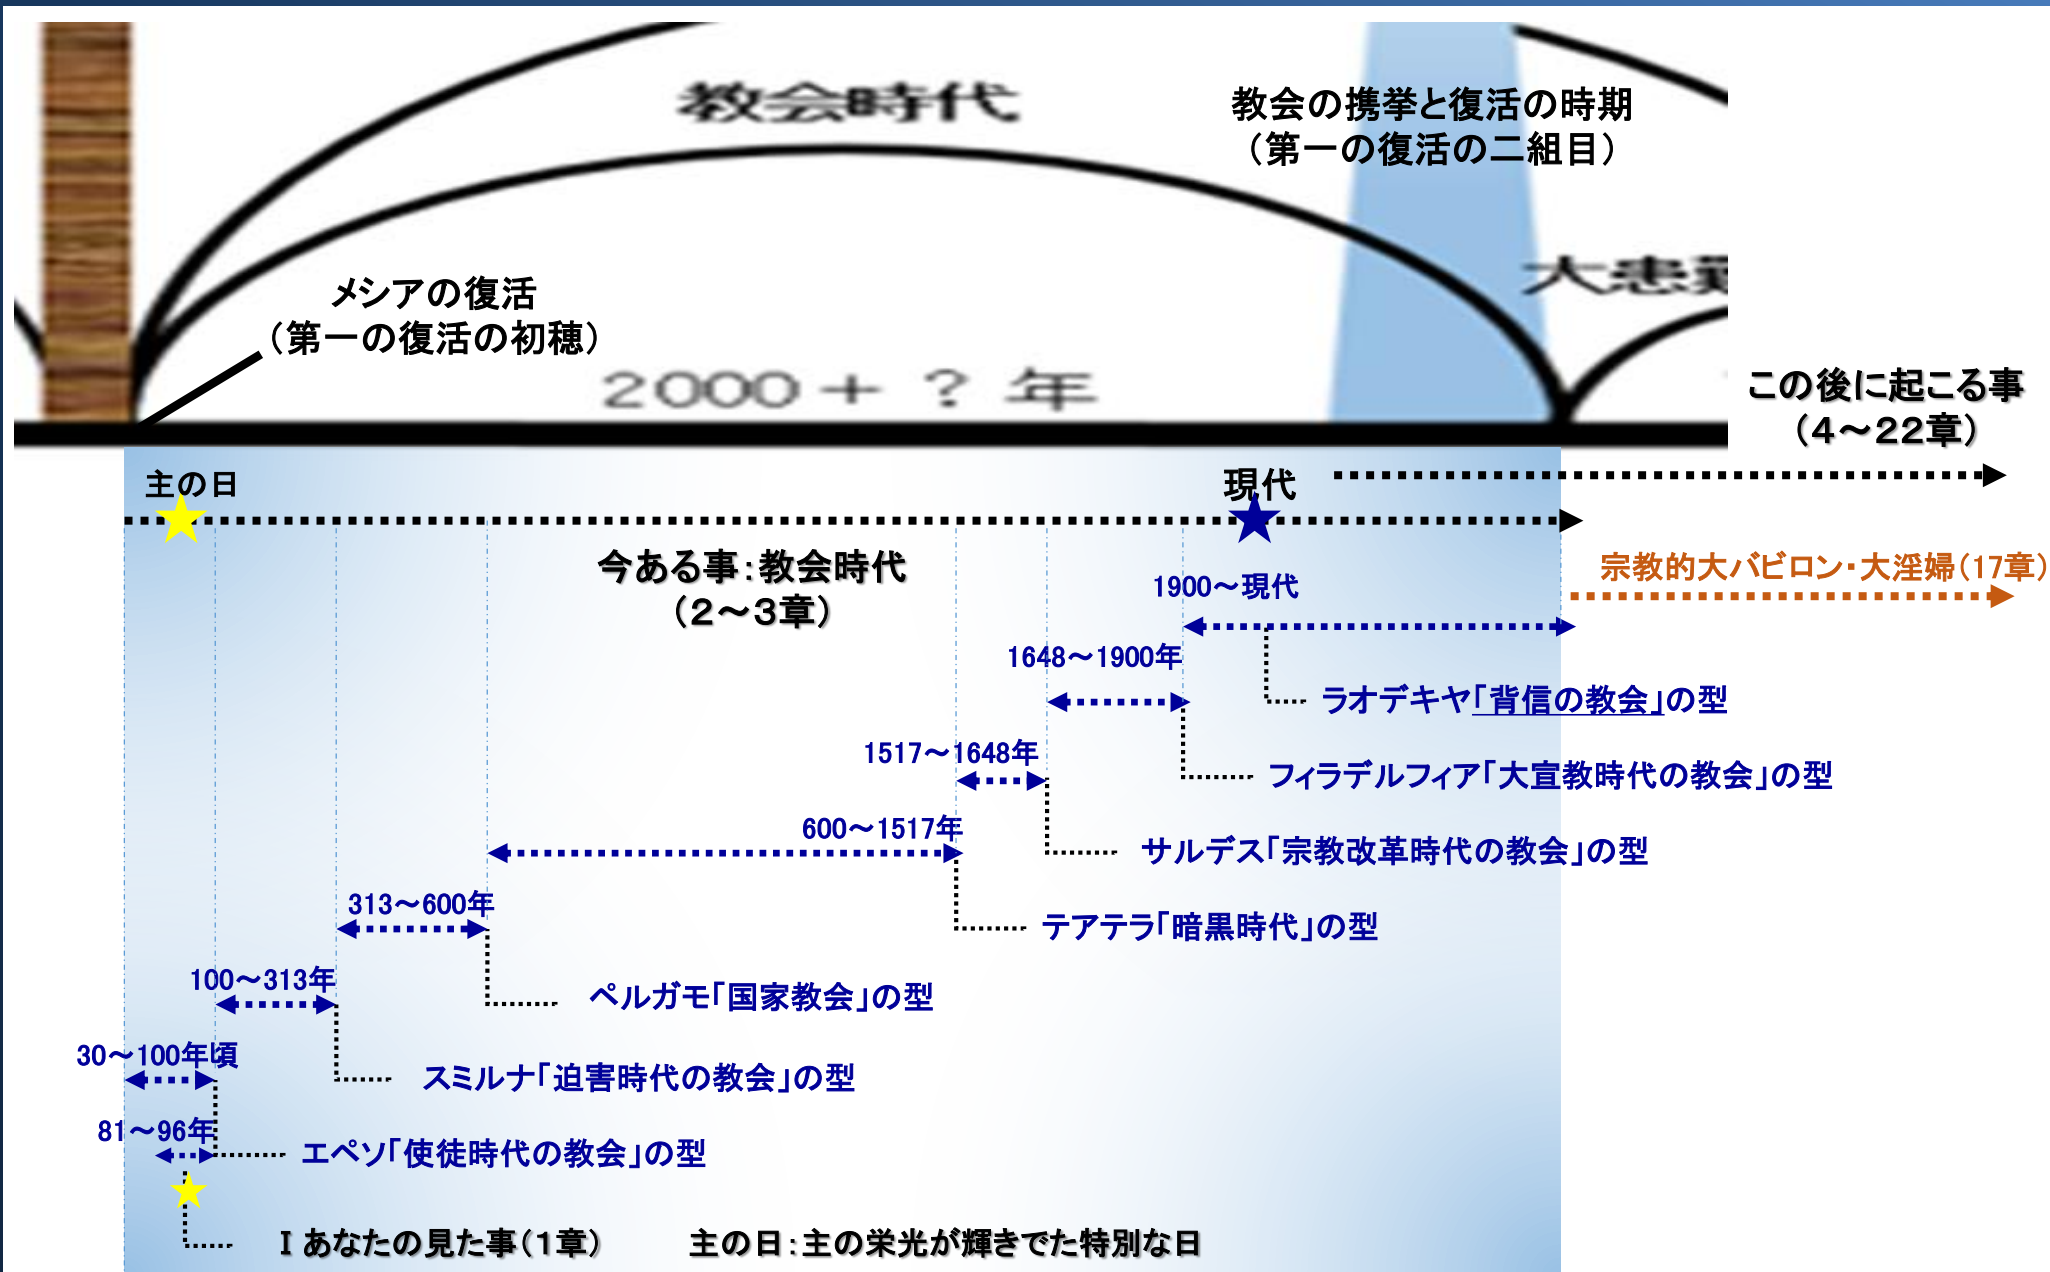 教会時代
教会の携挙と復活の時期
（第一の復活の二組目）
大患
メシアの復活
（第一の復活の初穂）
2000＋？年
この後に起こる事
（４～２２章）
主の日
現代
今ある事：教会時代
（２～３章）
宗教的大バビロン・大淫婦（17章）
1900～現代
1648～1900年
ラオデキヤ「背信の教会」の型
1517～1648年
フィラデルフィア「大宣教時代の教会」の型
600～1517年
サルデス「宗教改革時代の教会」の型
313～600年
テアテラ「暗黒時代」の型
100～313年
ペルガモ「国家教会」の型
30～100年頃
スミルナ「迫害時代の教会」の型
81～96年
エペソ「使徒時代の教会」の型
Ⅰ あなたの見た事（１章）　主の日：主の栄光が輝きでた特別な日